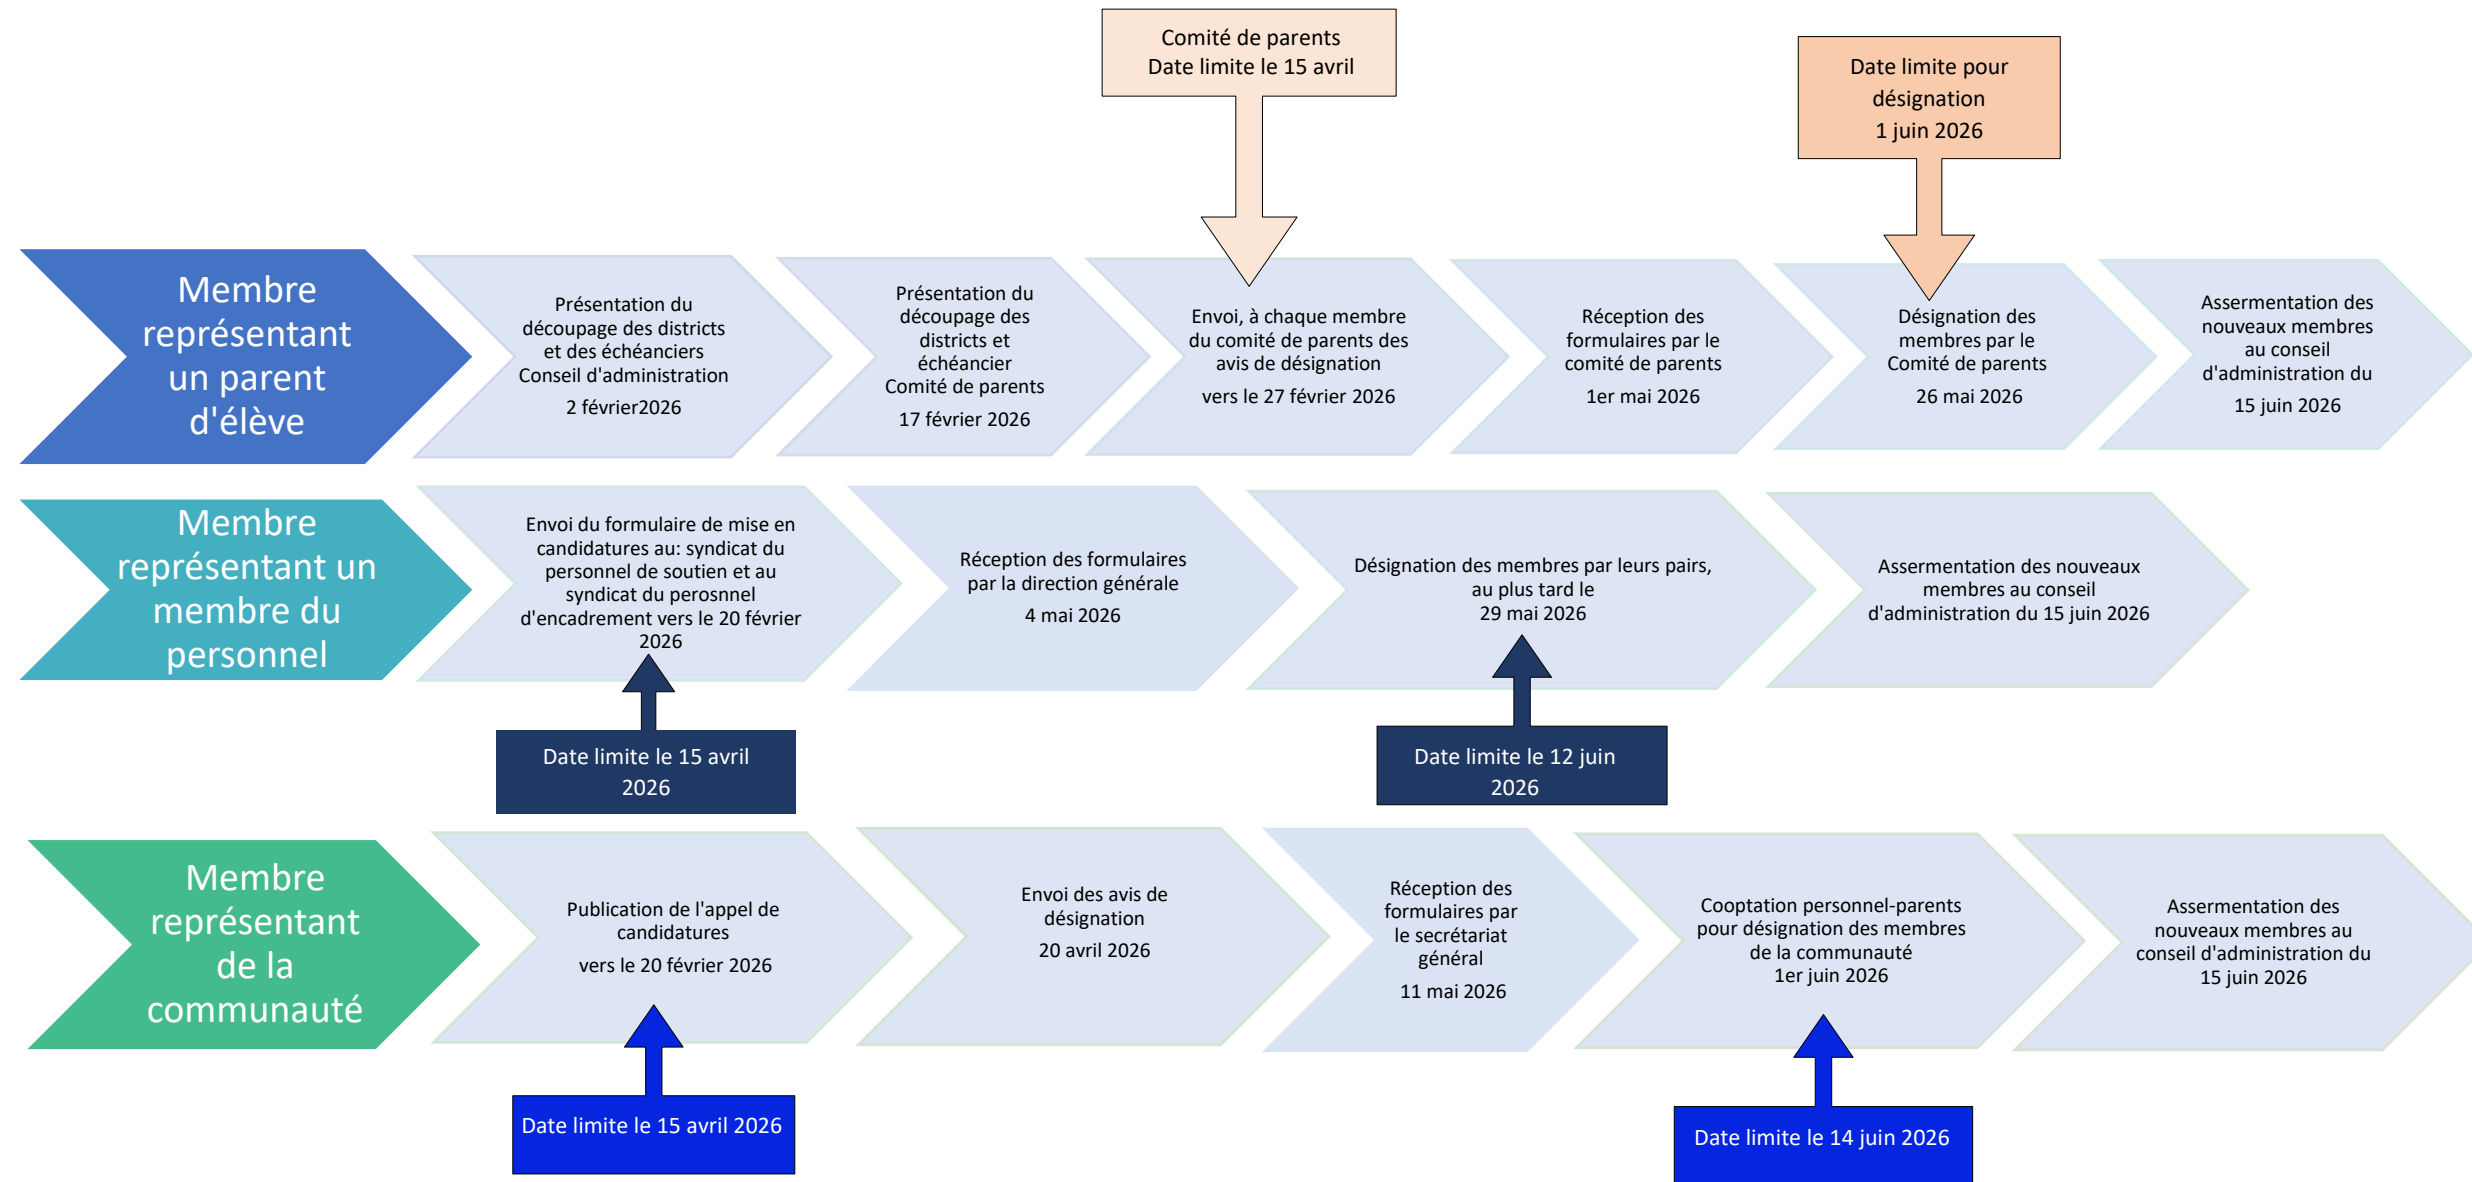 Comité de parents
Date limite le 15 avril
Date limite pour
désignation
1 juin 2026
Membre
représentant
un parent
d'élève
Présentation du
découpage des districts
et des échéanciers
Conseil d'administration
2 février2026
Présentation du
découpage des
districts et
échéancier
Comité de parents
17 février 2026
Envoi, à chaque membre
du comité de parents des
avis de désignation
vers le 27 février 2026
Réception des
formulaires par le
comité de parents
1er mai 2026
Désignation des
membres par le
Comité de parents
26 mai 2026
Assermentation des
nouveaux membres
au conseil
d'administration du
15 juin 2026
Membre
représentant un
membre du
personnel
Envoi du formulaire de mise en
candidatures au: syndicat du
personnel de soutien et au
syndicat du perosnnel
d'encadrement vers le 20 février
2026
Réception des formulaires
par la direction générale
4 mai 2026
Désignation des membres par leurs pairs,
au plus tard le
29 mai 2026
Assermentation des nouveaux
membres au conseil
d'administration du 15 juin 2026
Date limite le 15 avril
2026
Date limite le 12 juin
2026
Membre
représentant
de la
communauté
Publication de l'appel de
candidatures
vers le 20 février 2026
Envoi des avis de
désignation
20 avril 2026
Réception des
formulaires par
le secrétariat
général
11 mai 2026
Cooptation personnel-parents
pour désignation des membres
de la communauté
1er juin 2026
Assermentation des
nouveaux membres au
conseil d'administration du
15 juin 2026
Date limite le 15 avril 2026
Date limite le 14 juin 2026